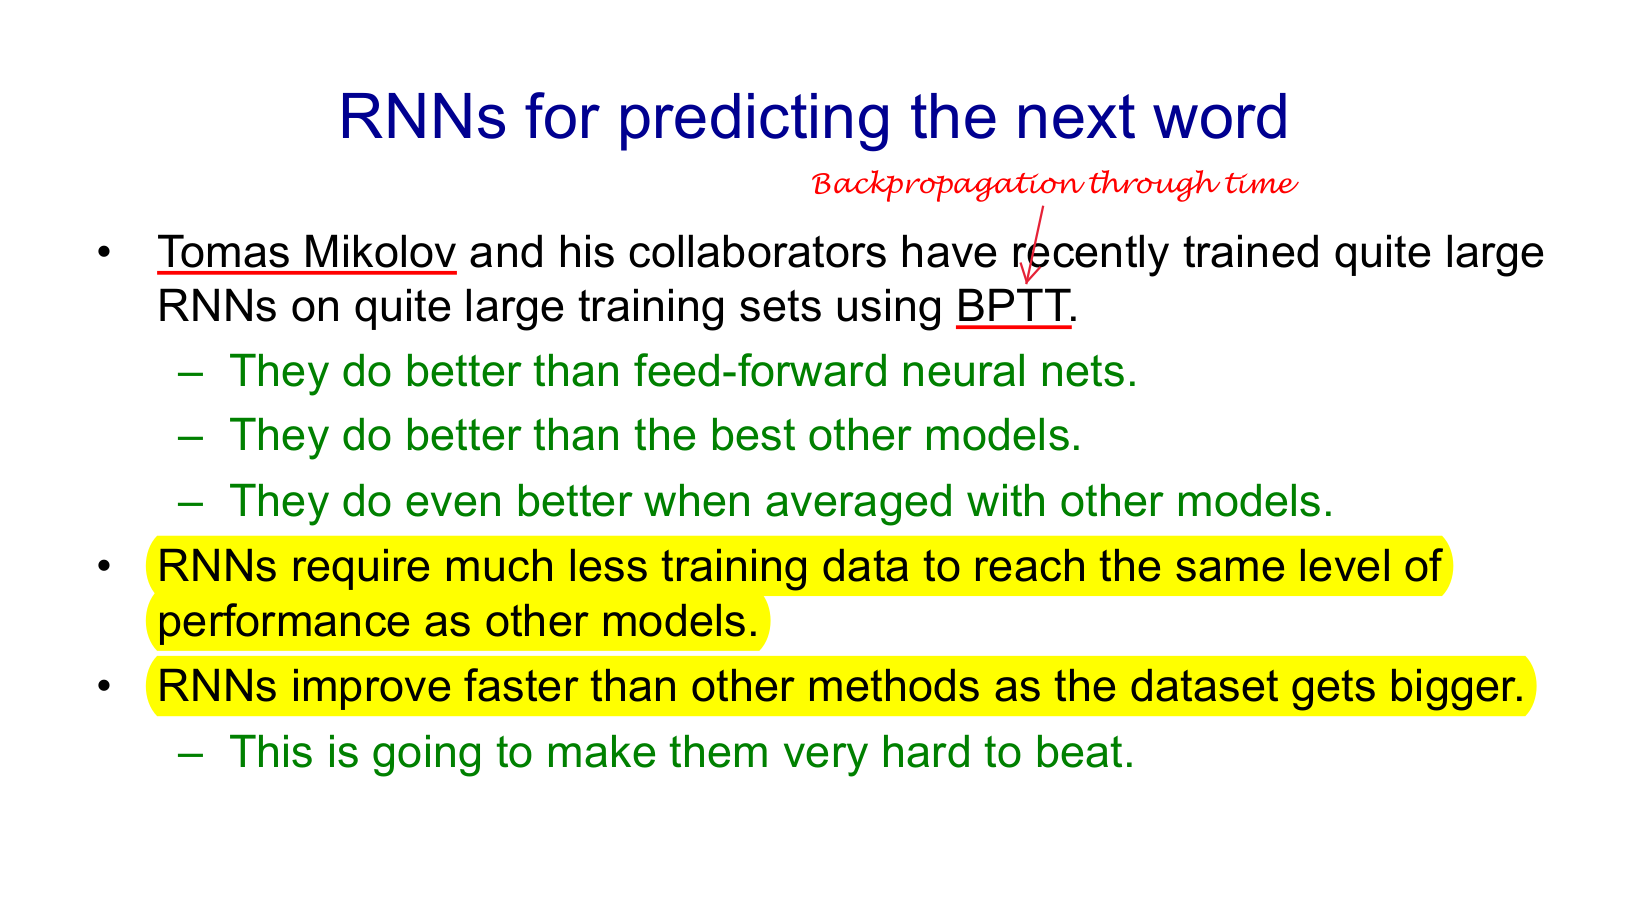 RNNs for predicting the next word
Backpropagation through time
• Tomas Mikolov and his collaborators have recently trained quite large
RNNs on quite large training sets using BPTT.
– They do better than feed-forward neural nets.
– They do better than the best other models.
– They do even better when averaged with other models.
• RNNs require much less training data to reach the same level of
performance as other models.
• RNNs improve faster than other methods as the dataset gets bigger.
– This is going to make them very hard to beat.